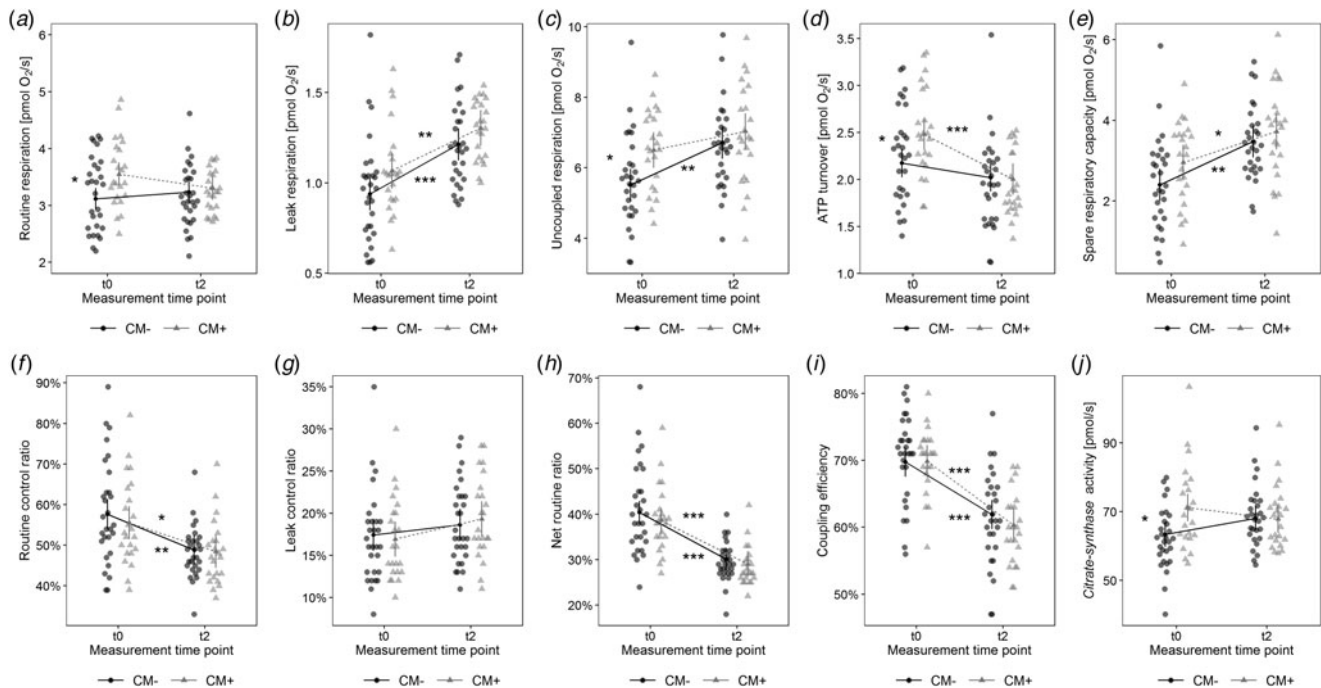 (a)
Routine respiration [pmol O₂/s]
6
5
4
3
2
*
t0 t2
Measurement time point
CM- CM+
(b)
Leak respiration [pmol O₂/s]
1.5
1.0
0.5
**
***
t0 t2
Measurement time point
CM- CM+
(c)
Uncoupled respiration [pmol O₂/s]
10
8
6
4
*
**
t0 t2
Measurement time point
CM- CM+
(d)
ATP turnover [pmol O₂/s]
3.5
3.0
2.5
2.0
1.5
1.0
*
***
t0 t2
Measurement time point
CM- CM+
(e)
Spare respiratory capacity [pmol O₂/s]
6
4
2
*
**
t0 t2
Measurement time point
CM- CM+
(f)
Routine control ratio
90%
80%
70%
60%
50%
40%
*
**
t0 t2
Measurement time point
CM- CM+
(g)
Leak control ratio
35%
30%
25%
20%
15%
10%
t0 t2
Measurement time point
CM- CM+
(h)
Net routine ratio
70%
60%
50%
40%
30%
20%
***
***
t0 t2
Measurement time point
CM- CM+
(i)
Coupling efficiency
80%
70%
60%
50%
***
***
t0 t2
Measurement time point
CM- CM+
(j)
Citrate-synthase activity [pmol/s]
90
70
50
*
t0 t2
Measurement time point
CM- CM+